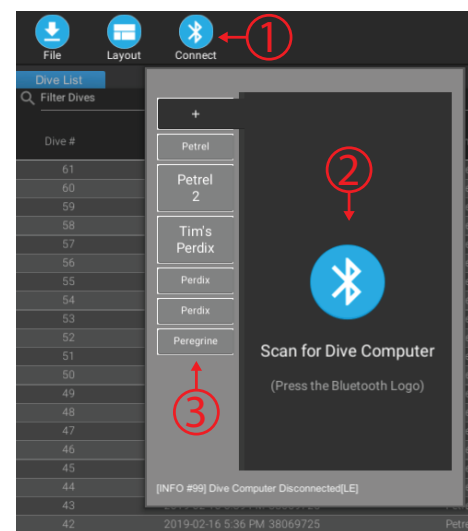 File
Layout
Connect
1
Dive List
Filter Dives
Dive #
+
Petrel
Petrel
2
Tim's
Perdix
Perdix
Perdix
Peregrine
2
Scan for Dive Computer
(Press the Bluetooth Logo)
3
[INFO #99] Dive Computer Disconnected[LE]
61
60
59
58
57
56
55
54
53
52
51
50
49
48
47
46
45
44
43
42 2019-02-16 5:36 PM 38069725 Petre